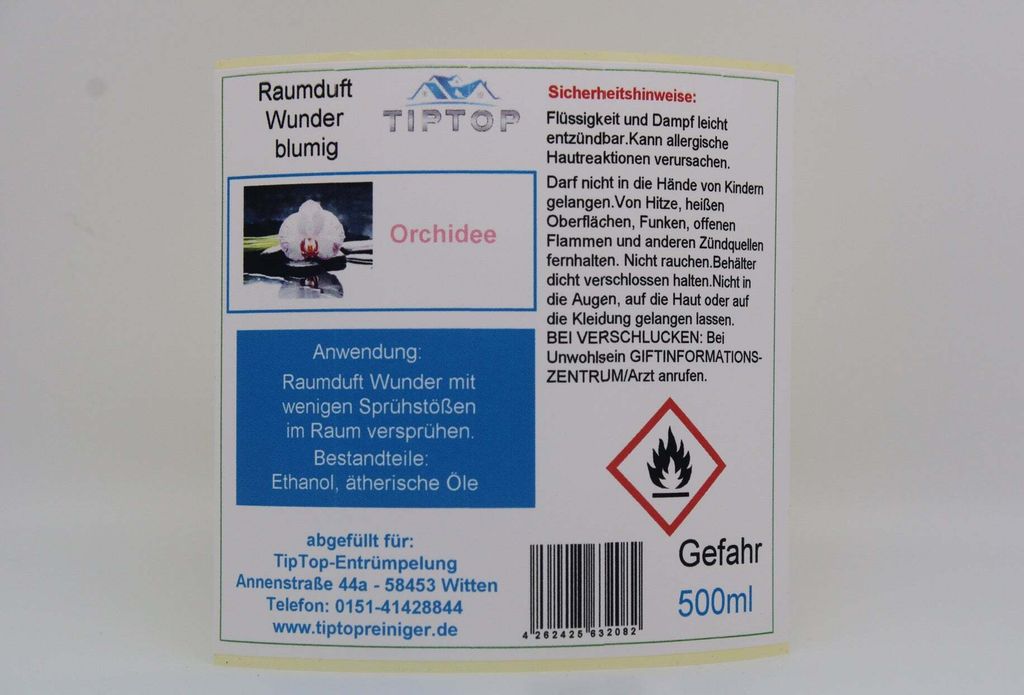 Raumduft
Wunder
blumig
TIPTOP
Orchidee
Anwendung:
Raumduft Wunder mit
wenigen Sprühstößen
im Raum versprühen.
Bestandteile:
Ethanol, ätherische Öle
abgefüllt für:
TipTop-Entrümpelung
Annenstraße 44a - 58453 Witten
Telefon: 0151-41428844
www.tiptopreiniger.de
Sicherheitshinweise:
Flüssigkeit und Dampf leicht
entzündbar.Kann allergische
Hautreaktionen verursachen.
Darf nicht in die Hände von Kindern
gelangen.Von Hitze, heißen
Oberflächen, Funken, offenen
Flammen und anderen Zündquellen
fernhalten. Nicht rauchen.Behälter
dicht verschlossen halten.Nicht in
die Augen, auf die Haut oder auf
die Kleidung gelangen lassen.
BEI VERSCHLUCKEN: Bei
Unwohlsein GIFTINFORMATIONS-
ZENTRUM/Arzt anrufen.
Gefahr
500ml
4 262425 632082